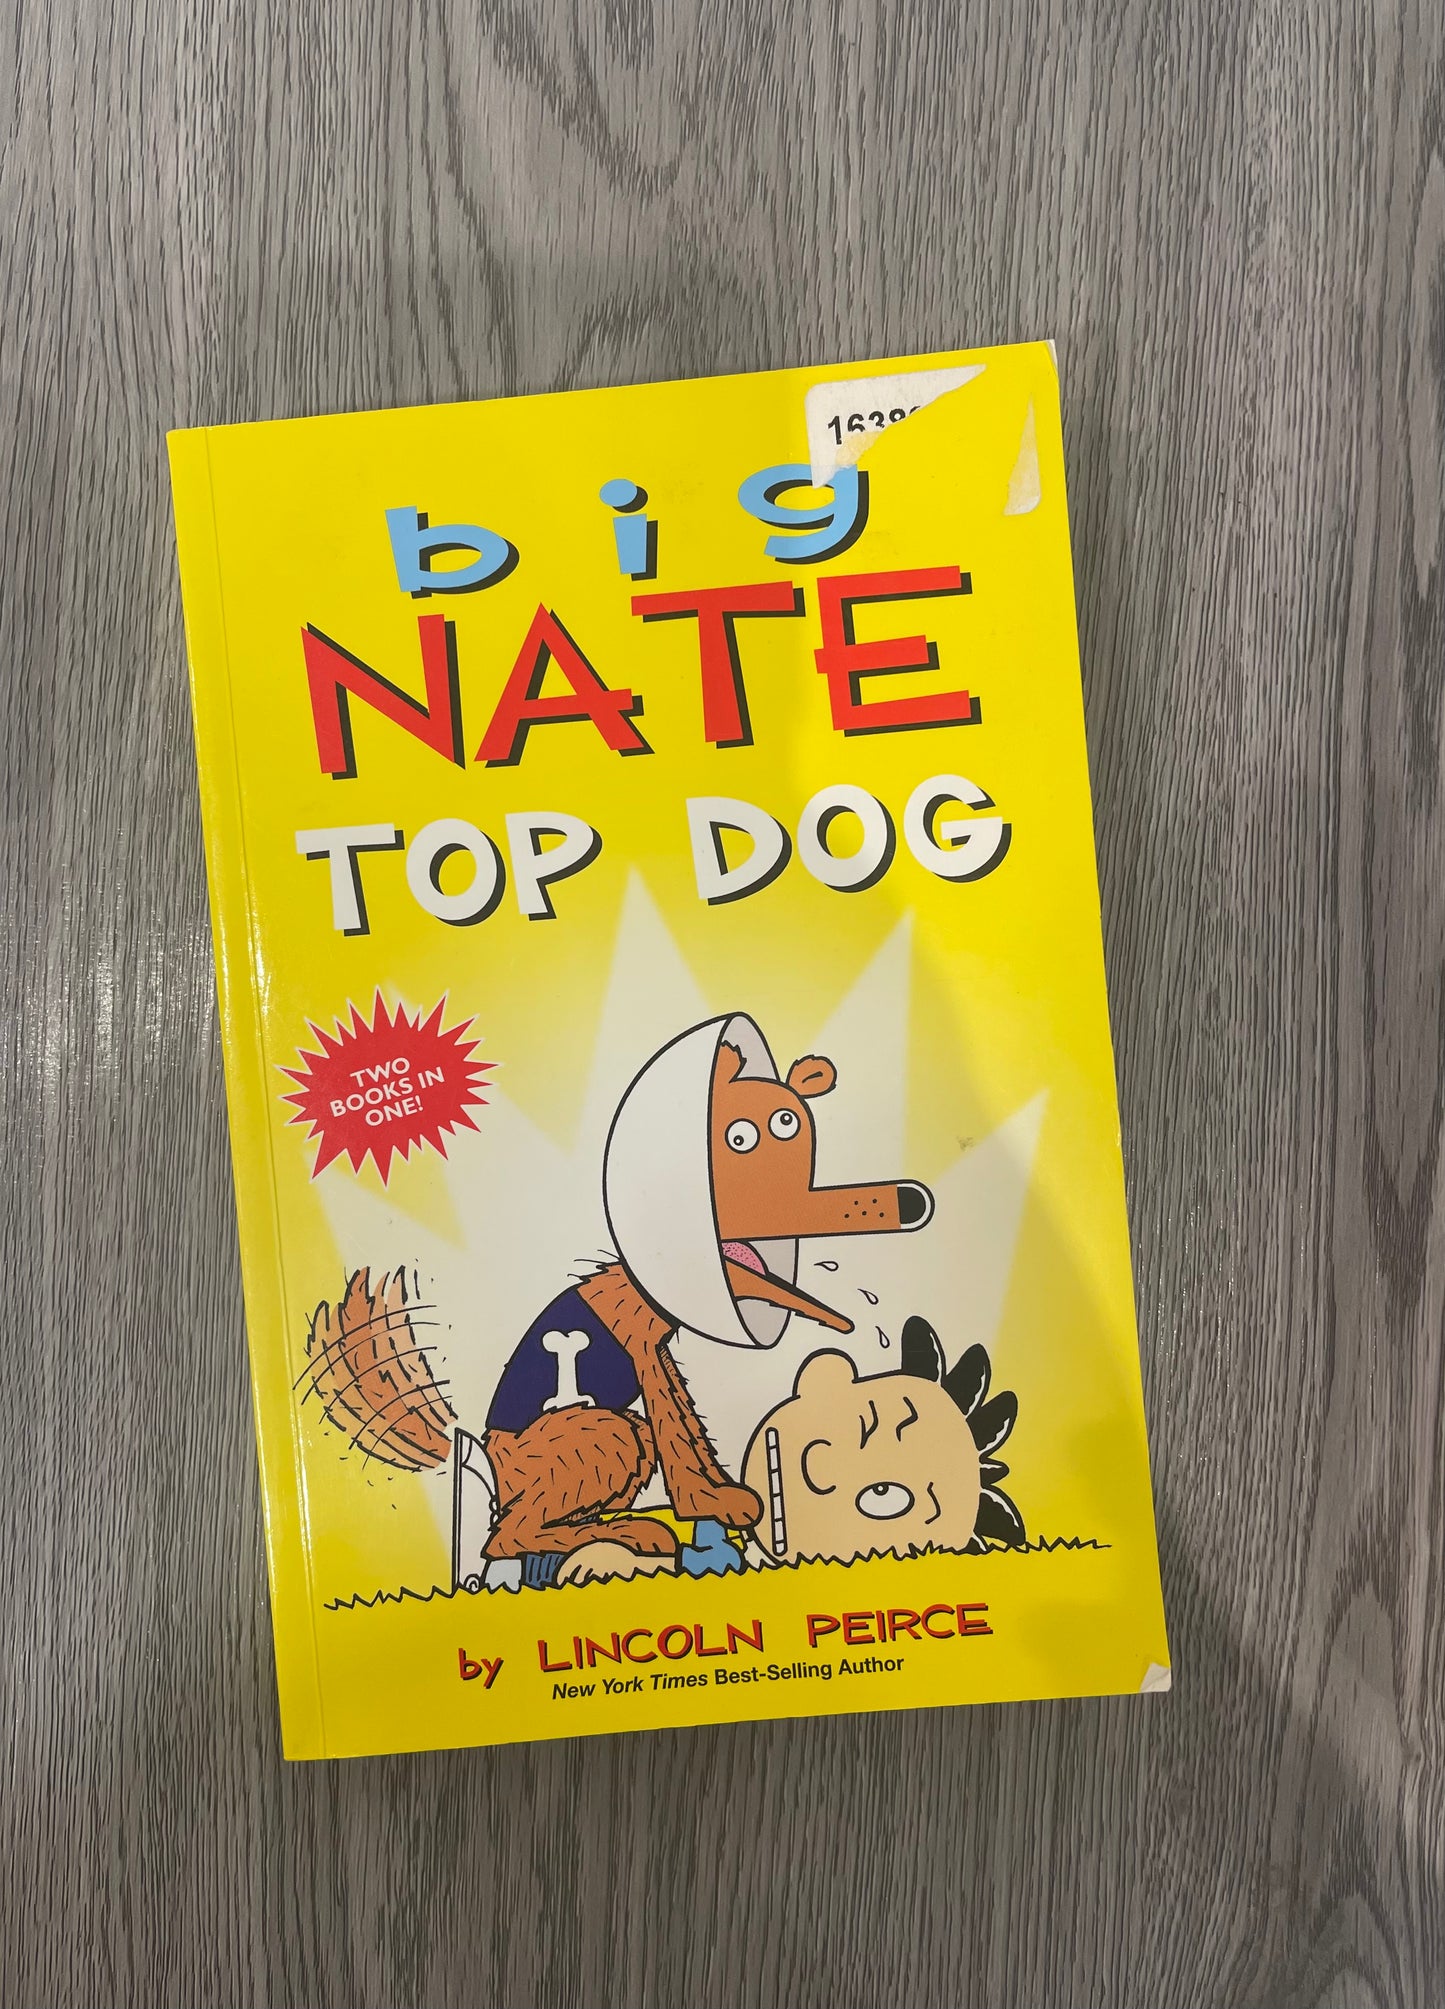 big
NATE
TOP DOG
TWO
BOOKS IN
ONE!
by LINCOLN PEIRCE
New York Times Best-Selling Author